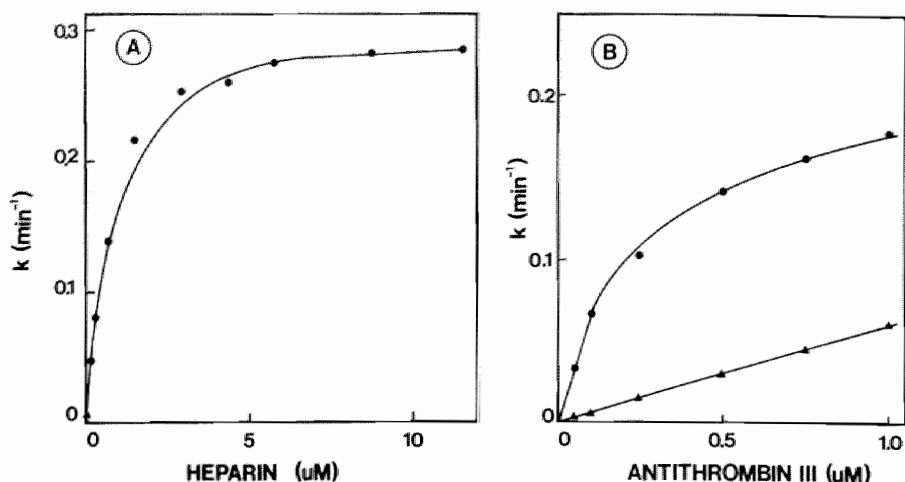 A
0.3
0.2
0.1
0
k (min⁻¹)
0 5 10
HEPARIN (uM)
B
0.2
0.1
0
k (min⁻¹)
0 0.5 1.0
ANTITHROMBIN III (uM)